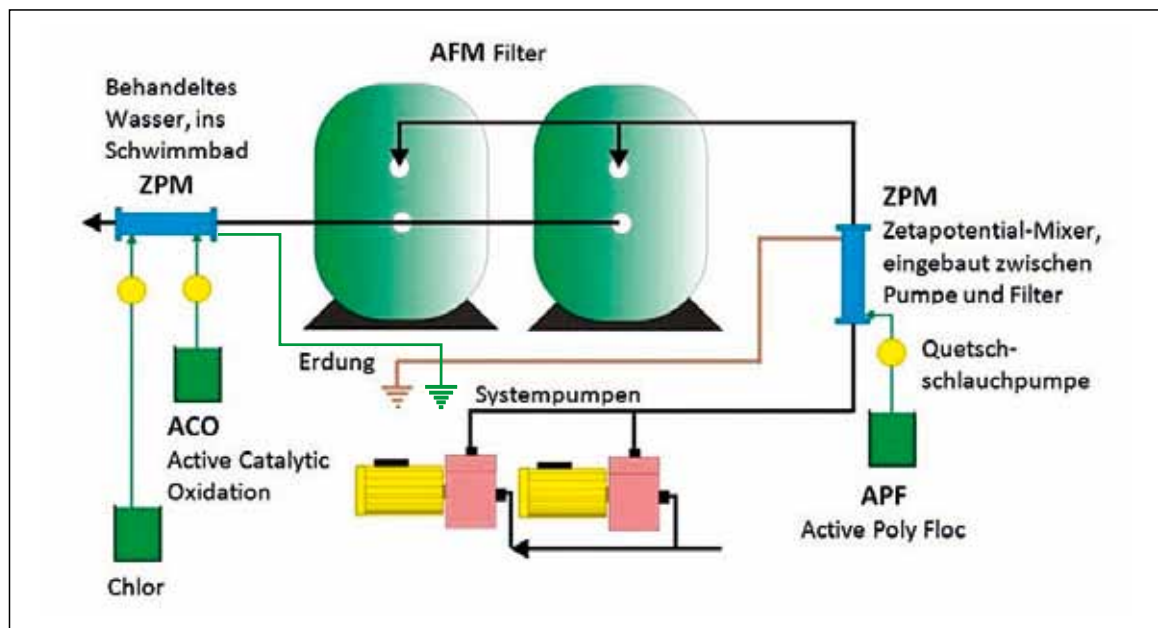 AFM Filter
Behandeltes
Wasser, ins
Schwimmbad
ZPM
ZPM
Zetapotential-Mixer,
eingebaut zwischen
Pumpe und Filter
Erdung
Systempumpen
Quetsch-
schlauchpumpe
ACO
Active Catalytic
Oxidation
APF
Active Poly Floc
Chlor